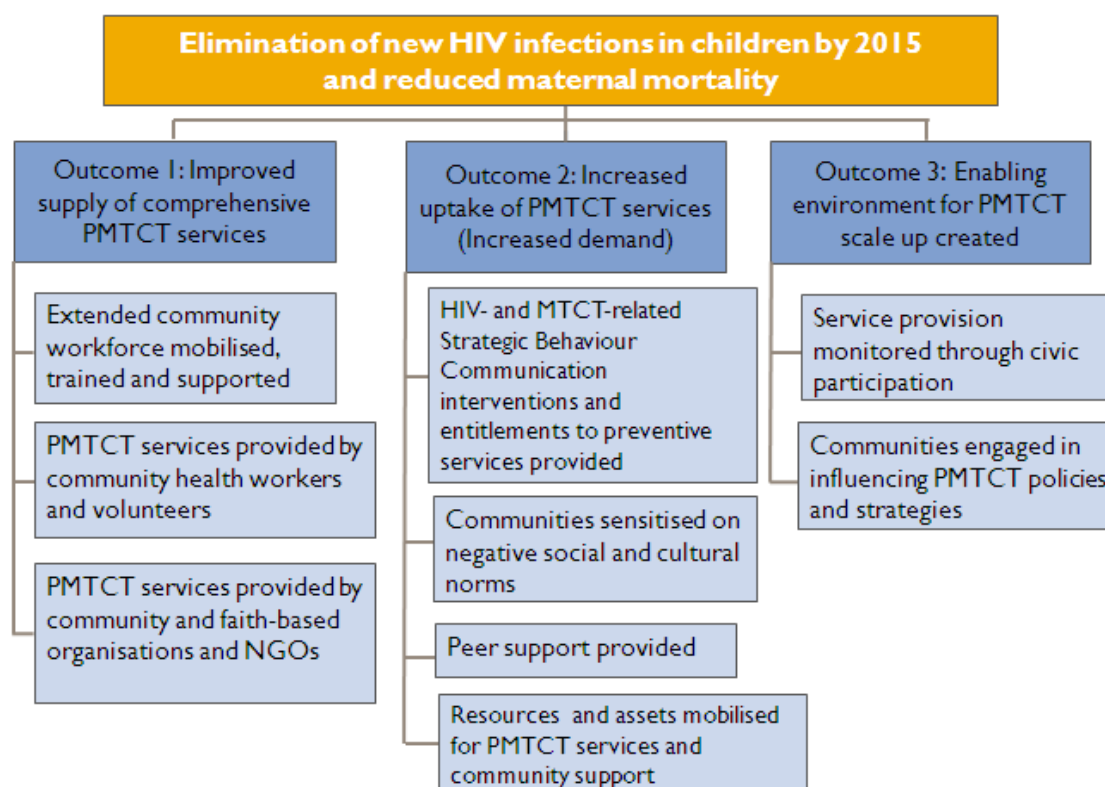 Elimination of new HIV infections in children by 2015
and reduced maternal mortality
Outcome 1: Improved
supply of comprehensive
PMTCT services
Extended community
workforce mobilised,
trained and supported
PMTCT services provided by
community health workers
and volunteers
PMTCT services provided by
community and faith-based
organisations and NGOs
Outcome 2: Increased
uptake of PMTCT services
(Increased demand)
HIV- and MTCT-related
Strategic Behaviour
Communication
interventions and
entitlements to preventive
services provided
Communities sensitised on
negative social and cultural
norms
Peer support provided
Resources and assets mobilised
for PMTCT services and
community support
Outcome 3: Enabling
environment for PMTCT
scale up created
Service provision
monitored through civic
participation
Communities engaged in
influencing PMTCT policies
and strategies